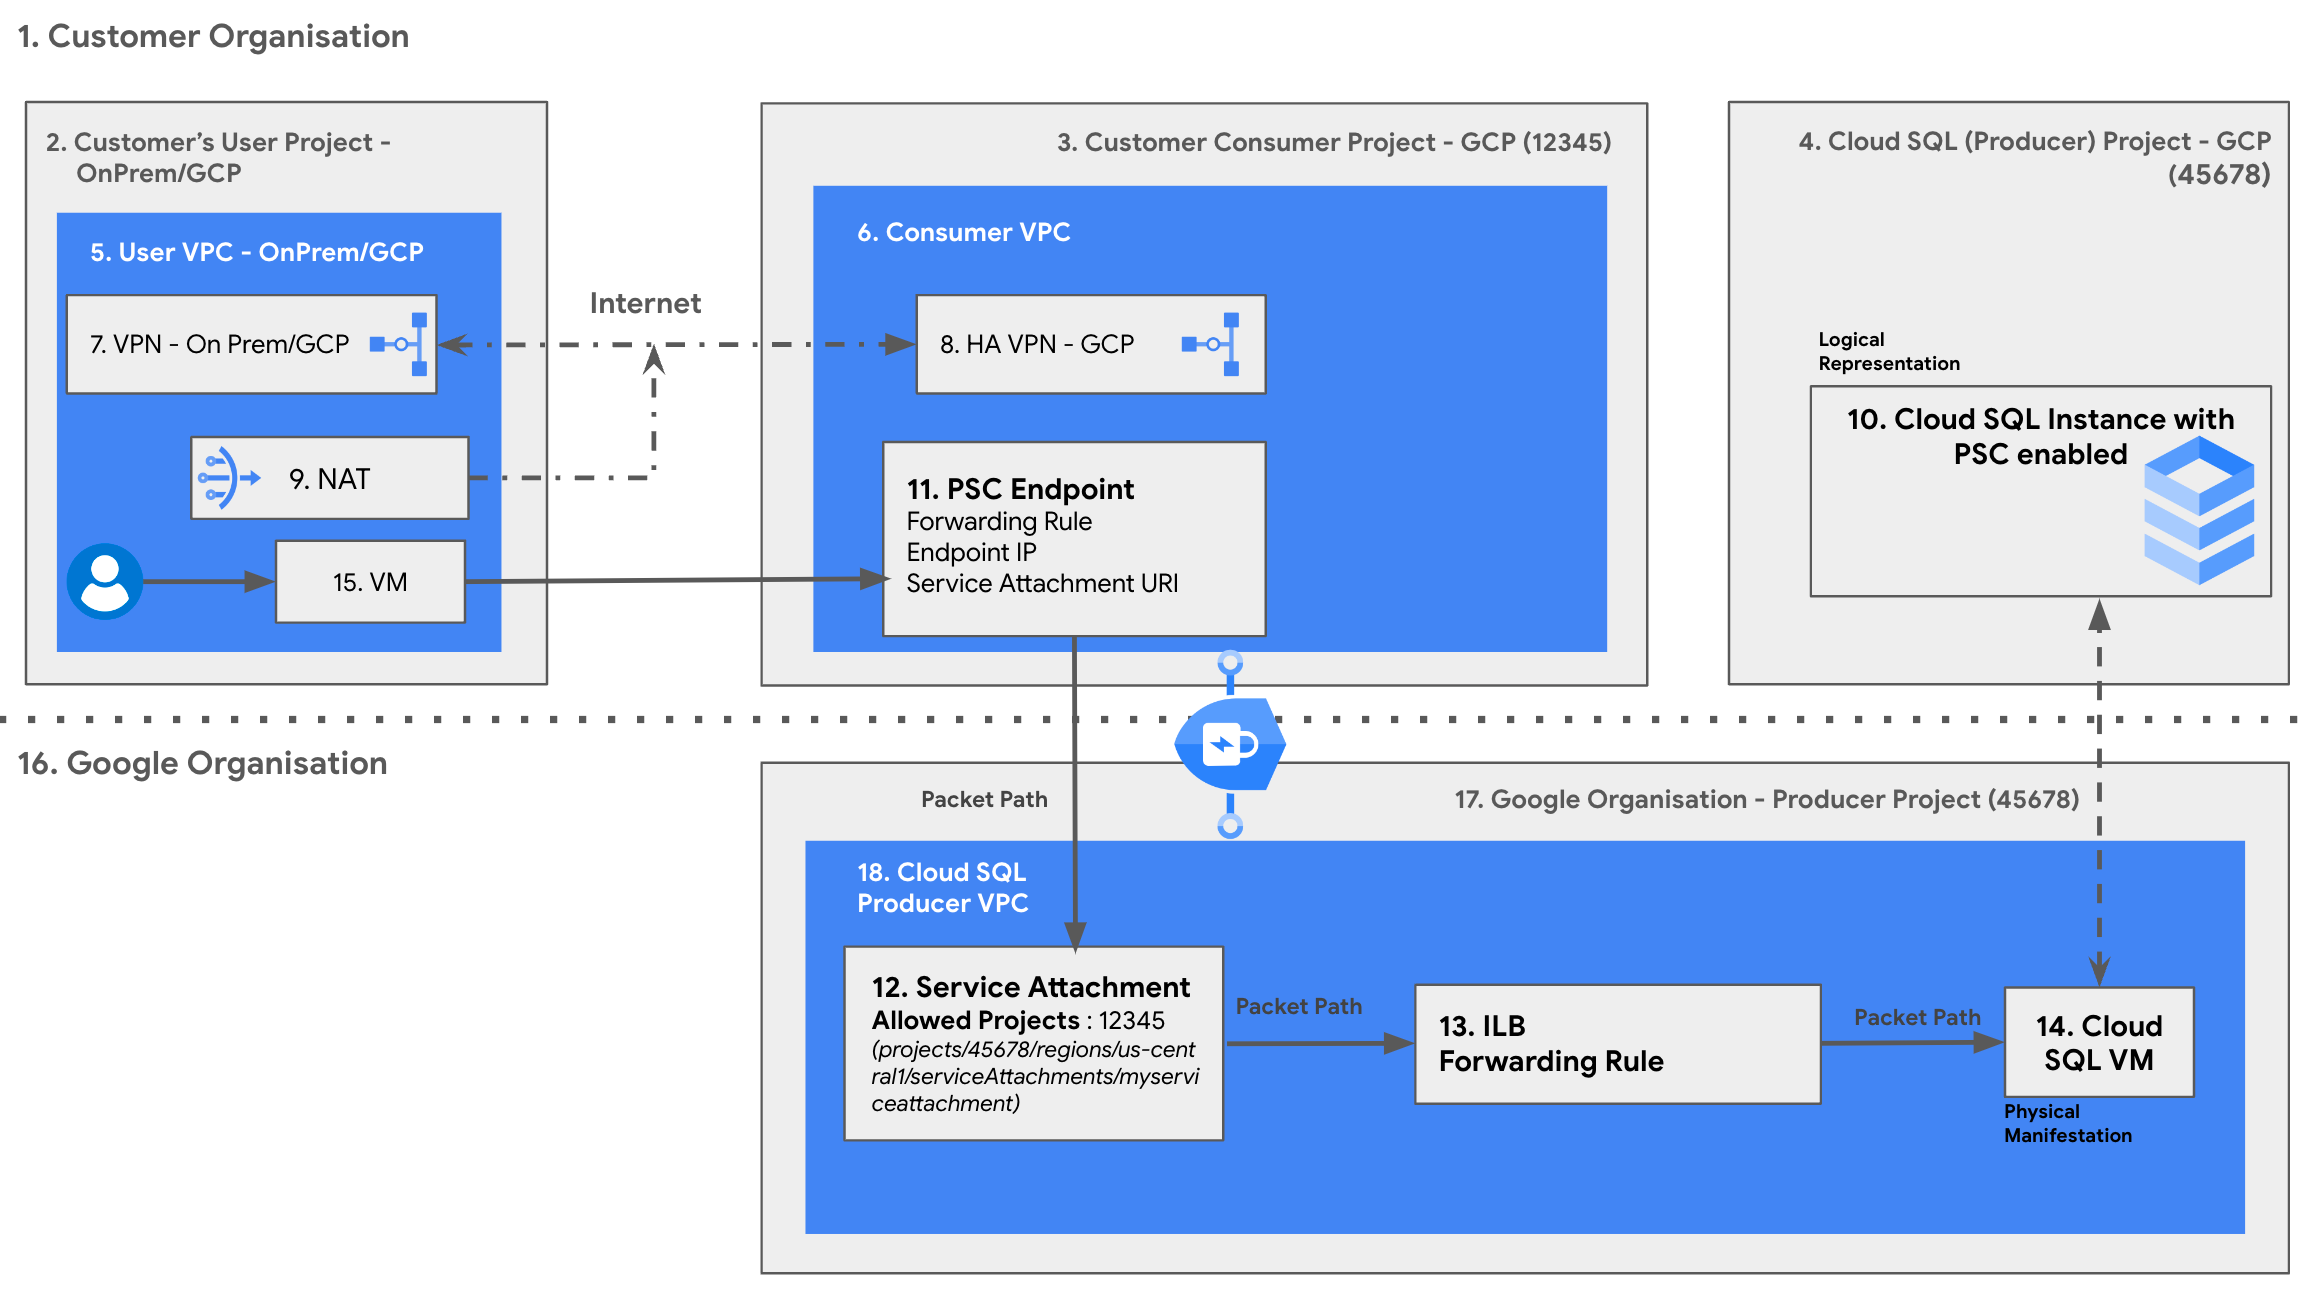 1. Customer Organisation
2. Customer's User Project -
OnPrem/GCP
3. Customer Consumer Project - GCP (12345)
4. Cloud SQL (Producer) Project - GCP
(45678)
5. User VPC - OnPrem/GCP
6. Consumer VPC
Internet
7. VPN - On Prem/GCP
8. HA VPN - GCP
Logical
Representation
10. Cloud SQL Instance with
PSC enabled
9. NAT
11. PSC Endpoint
Forwarding Rule
Endpoint IP
Service Attachment URI
15. VM
16. Google Organisation
Packet Path
17. Google Organisation - Producer Project (45678)
18. Cloud SQL
Producer VPC
12. Service Attachment
Allowed Projects : 12345
(projects/45678/regions/us-cent
ral1/serviceAttachments/myservi
ceattachment)
Packet Path
13. ILB
Forwarding Rule
Packet Path
14. Cloud
SQL VM
Physical
Manifestation